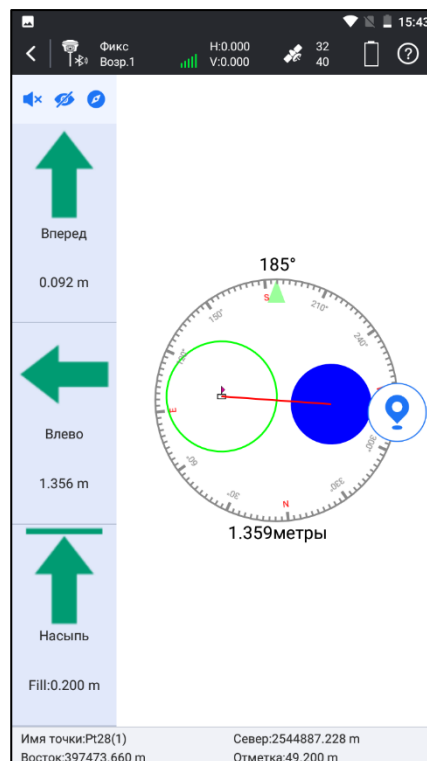 15:43
Фикс
Возр.1
H:0.000
V:0.000
32
40
Вперед
0.092 m
Влево
1.356 m
Насыпь
Fill:0.200 m
185°
S
210°
240°
300°
330°
N
30°
60°
E
120°
150°
1.359метры
Имя точки:Pt28(1)
Север:2544887.228 m
Восток:397473.660 m
Отметка:49.200 m